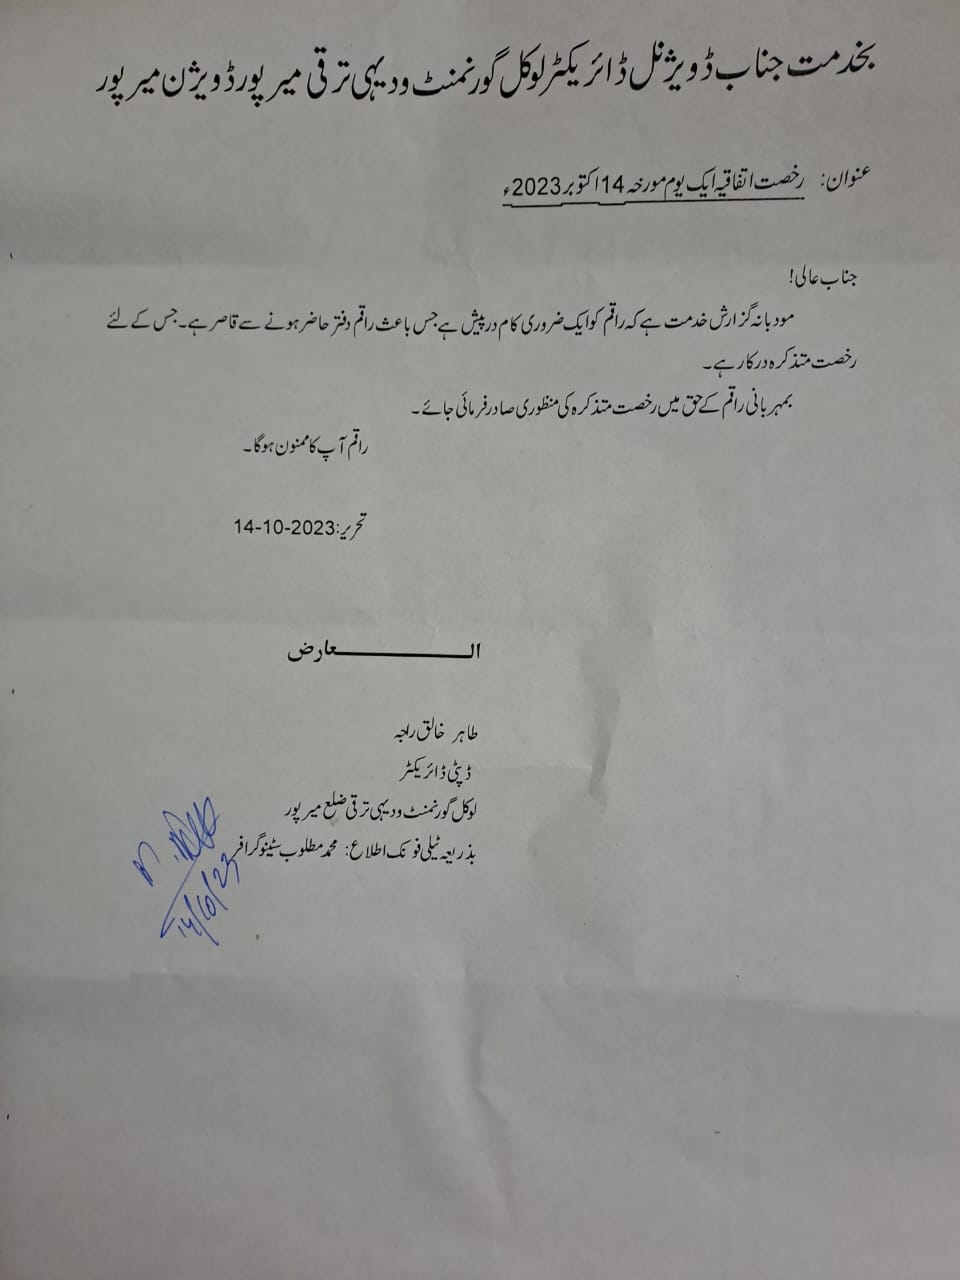 بخدمت جناب ڈویژنل ڈائریکٹر لوکل گورنمنٹ و دیہی ترقی میرپور ڈویژن میرپور
عنوان: رخصت اتفاقیہ ایک یوم مورخہ 14 اکتوبر 2023ء
جناب عالی!
مودبانہ گزارش خدمت ہے کہ راقم کو ایک ضروری کام درپیش ہے جس باعث راقم دفتر حاضر ہونے سے قاصر ہے۔ جس کے لئے
رخصت متذکرہ درکار ہے۔
بمہربانی راقم کے حق میں رخصت متذکرہ کی منظوری صادر فرمائی جائے۔
راقم آپ کا ممنون ہوگا۔
تحریر: 14-10-2023
العارض
طاہر خالق راجہ
ڈپٹی ڈائریکٹر
لوکل گورنمنٹ و دیہی ترقی ضلع میرپور
بذریعہ ٹیلی فونک اطلاع: محمد مطلوب سٹینوگرافر
14/10/23